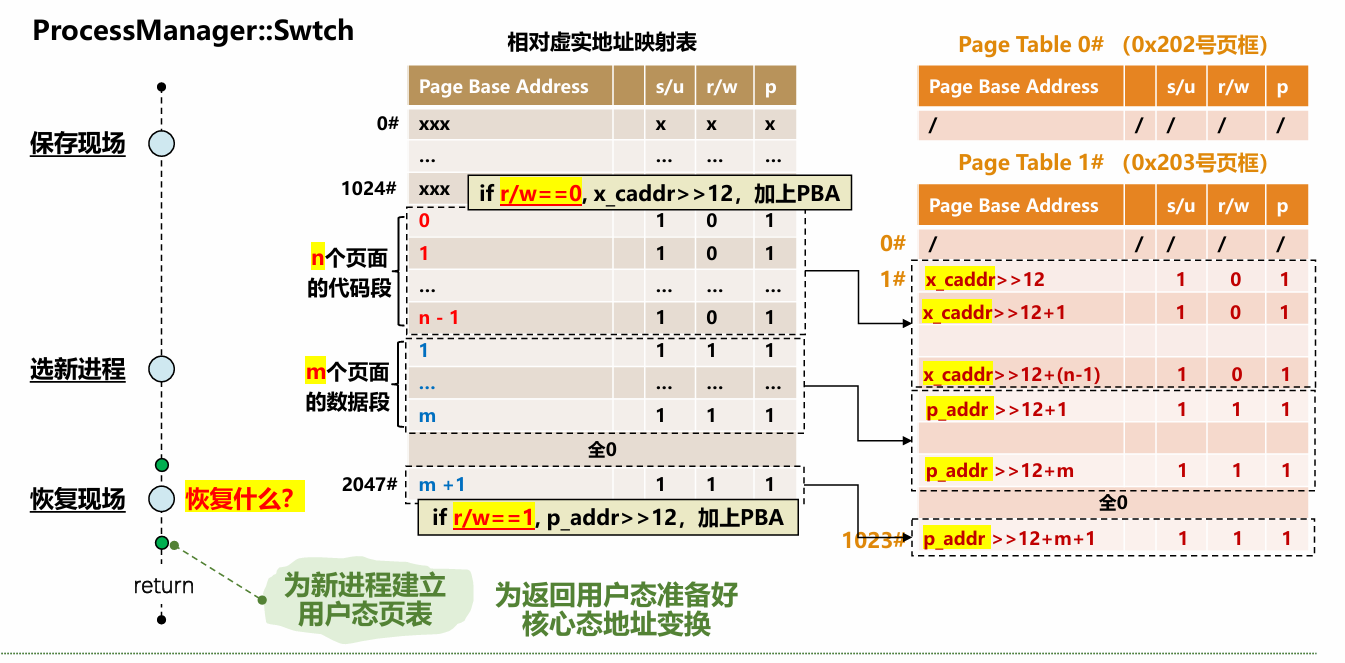 ProcessManager::Swtch
保存现场
选新进程
恢复现场
恢复什么？
return
为新进程建立
用户态页表
为返回用户态准备好
核心态地址变换
相对虚实地址映射表
Page Base Address s/u r/w p
0# xxx x x x
... ... ... ...
1024# xxx
if r/w==0, x_caddr>>12，加上PBA
n个页面
的代码段
0 1 0 1
1 1 0 1
... ... ... ...
n - 1 1 0 1
m个页面
的数据段
1 1 1 1
... ... ... ...
m 1 1 1
全0
2047# m +1 1 1 1
if r/w==1, p_addr>>12，加上PBA
Page Table 0# （0x202号页框）
Page Base Address s/u r/w p
/ / / / /
Page Table 1# （0x203号页框）
Page Base Address s/u r/w p
0# / / / / /
1# x_caddr>>12 1 0 1
x_caddr>>12+1 1 0 1
x_caddr>>12+(n-1) 1 0 1
p_addr >>12+1 1 1 1
p_addr >>12+m 1 1 1
全0
1023# p_addr >>12+m+1 1 1 1